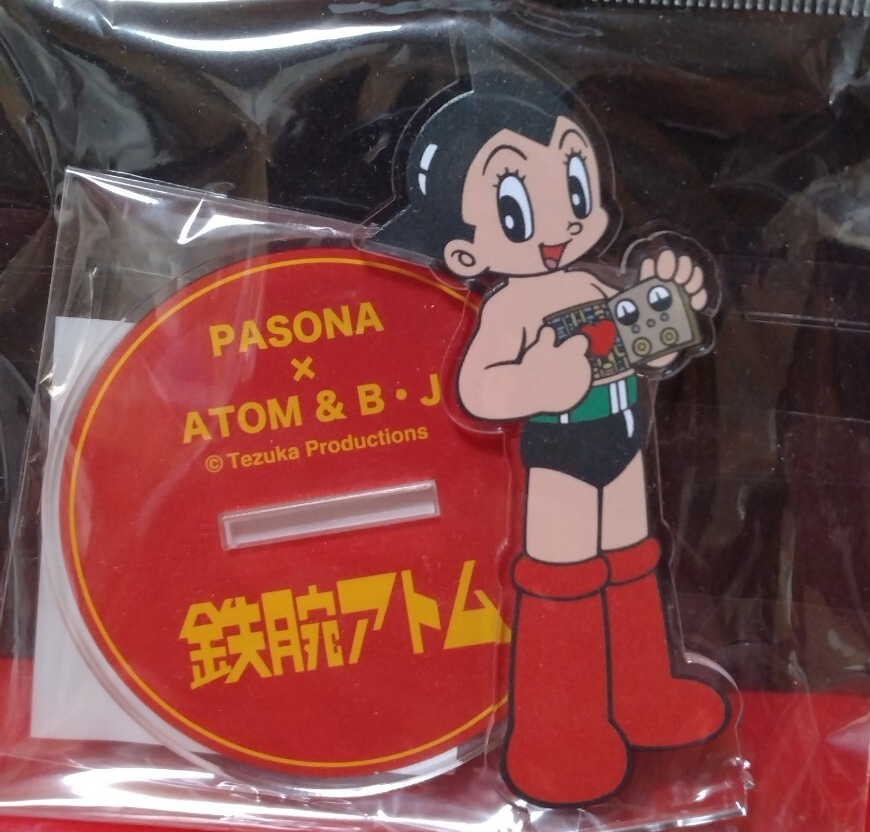 PASONA
×
ATOM & B・J
© Tezuka Productions
鉄腕アトム